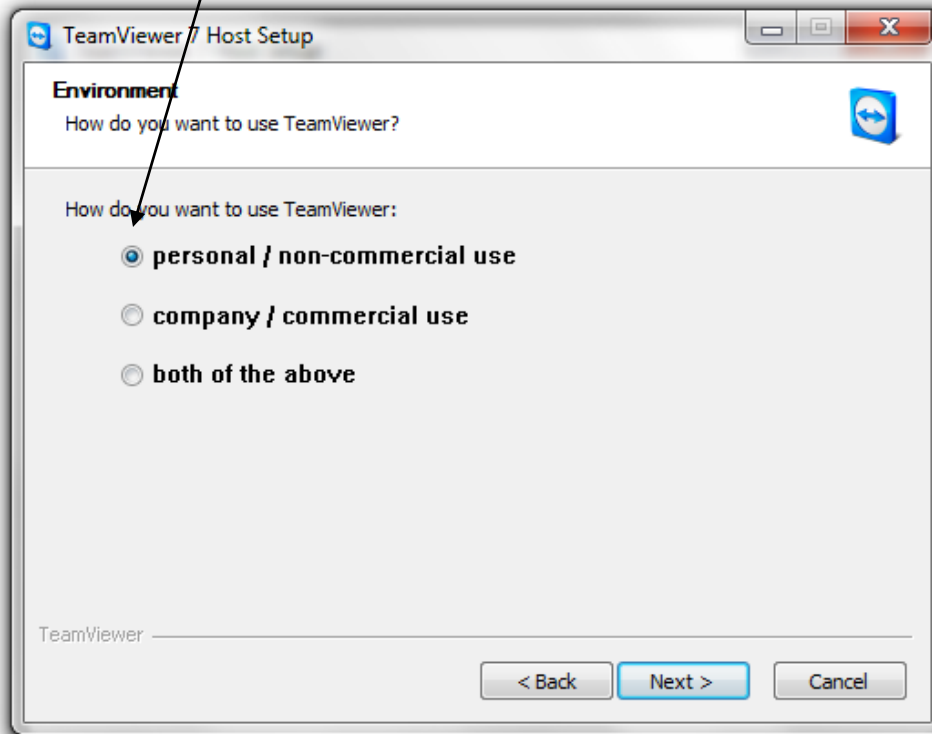 TeamViewer 7 Host Setup
Environment
How do you want to use TeamViewer?
How do you want to use TeamViewer:
personal / non-commercial use
company / commercial use
both of the above
TeamViewer
< Back Next > Cancel